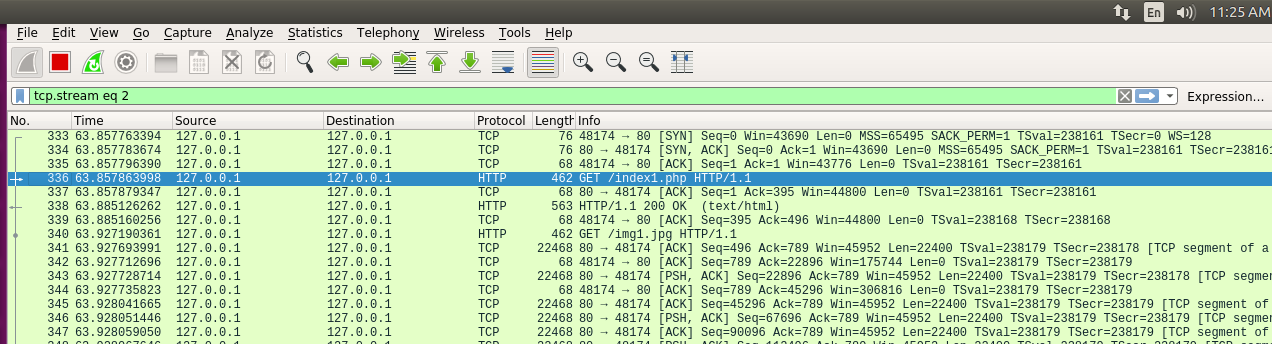 En 11:25 AM
File Edit View Go Capture Analyze Statistics Telephony Wireless Tools Help
tcp.stream eq 2 Expression...
No. Time Source Destination Protocol Length Info
333 63.857763394 127.0.0.1 127.0.0.1 TCP 76 48174 → 80 [SYN] Seq=0 Win=43690 Len=0 MSS=65495 SACK_PERM=1 TSval=238161 TSecr=0 WS=128
334 63.857783674 127.0.0.1 127.0.0.1 TCP 76 80 → 48174 [SYN, ACK] Seq=0 Ack=1 Win=43690 Len=0 MSS=65495 SACK_PERM=1 TSval=238161 TSecr=238161
335 63.857796390 127.0.0.1 127.0.0.1 TCP 68 48174 → 80 [ACK] Seq=1 Ack=1 Win=43776 Len=0 TSval=238161 TSecr=238161
336 63.857863998 127.0.0.1 127.0.0.1 HTTP 462 GET /index1.php HTTP/1.1
337 63.857879347 127.0.0.1 127.0.0.1 TCP 68 80 → 48174 [ACK] Seq=1 Ack=395 Win=44800 Len=0 TSval=238161 TSecr=238161
338 63.885126262 127.0.0.1 127.0.0.1 HTTP 563 HTTP/1.1 200 OK (text/html)
339 63.885160256 127.0.0.1 127.0.0.1 TCP 68 48174 → 80 [ACK] Seq=395 Ack=496 Win=44800 Len=0 TSval=238168 TSecr=238168
340 63.927190361 127.0.0.1 127.0.0.1 HTTP 462 GET /img1.jpg HTTP/1.1
341 63.927693991 127.0.0.1 127.0.0.1 TCP 22468 80 → 48174 [ACK] Seq=496 Ack=789 Win=45952 Len=22400 TSval=238179 TSecr=238178 [TCP segment of a
342 63.927712696 127.0.0.1 127.0.0.1 TCP 68 48174 → 80 [ACK] Seq=789 Ack=22896 Win=175744 Len=0 TSval=238179 TSecr=238179
343 63.927728714 127.0.0.1 127.0.0.1 TCP 22468 80 → 48174 [PSH, ACK] Seq=22896 Ack=789 Win=45952 Len=22400 TSval=238179 TSecr=238178 [TCP segmen
344 63.927735823 127.0.0.1 127.0.0.1 TCP 68 48174 → 80 [ACK] Seq=789 Ack=45296 Win=306816 Len=0 TSval=238179 TSecr=238179
345 63.928041665 127.0.0.1 127.0.0.1 TCP 22468 80 → 48174 [ACK] Seq=45296 Ack=789 Win=45952 Len=22400 TSval=238179 TSecr=238179 [TCP segment of
346 63.928051446 127.0.0.1 127.0.0.1 TCP 22468 80 → 48174 [PSH, ACK] Seq=67696 Ack=789 Win=45952 Len=22400 TSval=238179 TSecr=238179 [TCP segme
347 63.928059050 127.0.0.1 127.0.0.1 TCP 22468 80 → 48174 [ACK] Seq=90096 Ack=789 Win=45952 Len=22400 TSval=238179 TSecr=238179 [TCP segment of